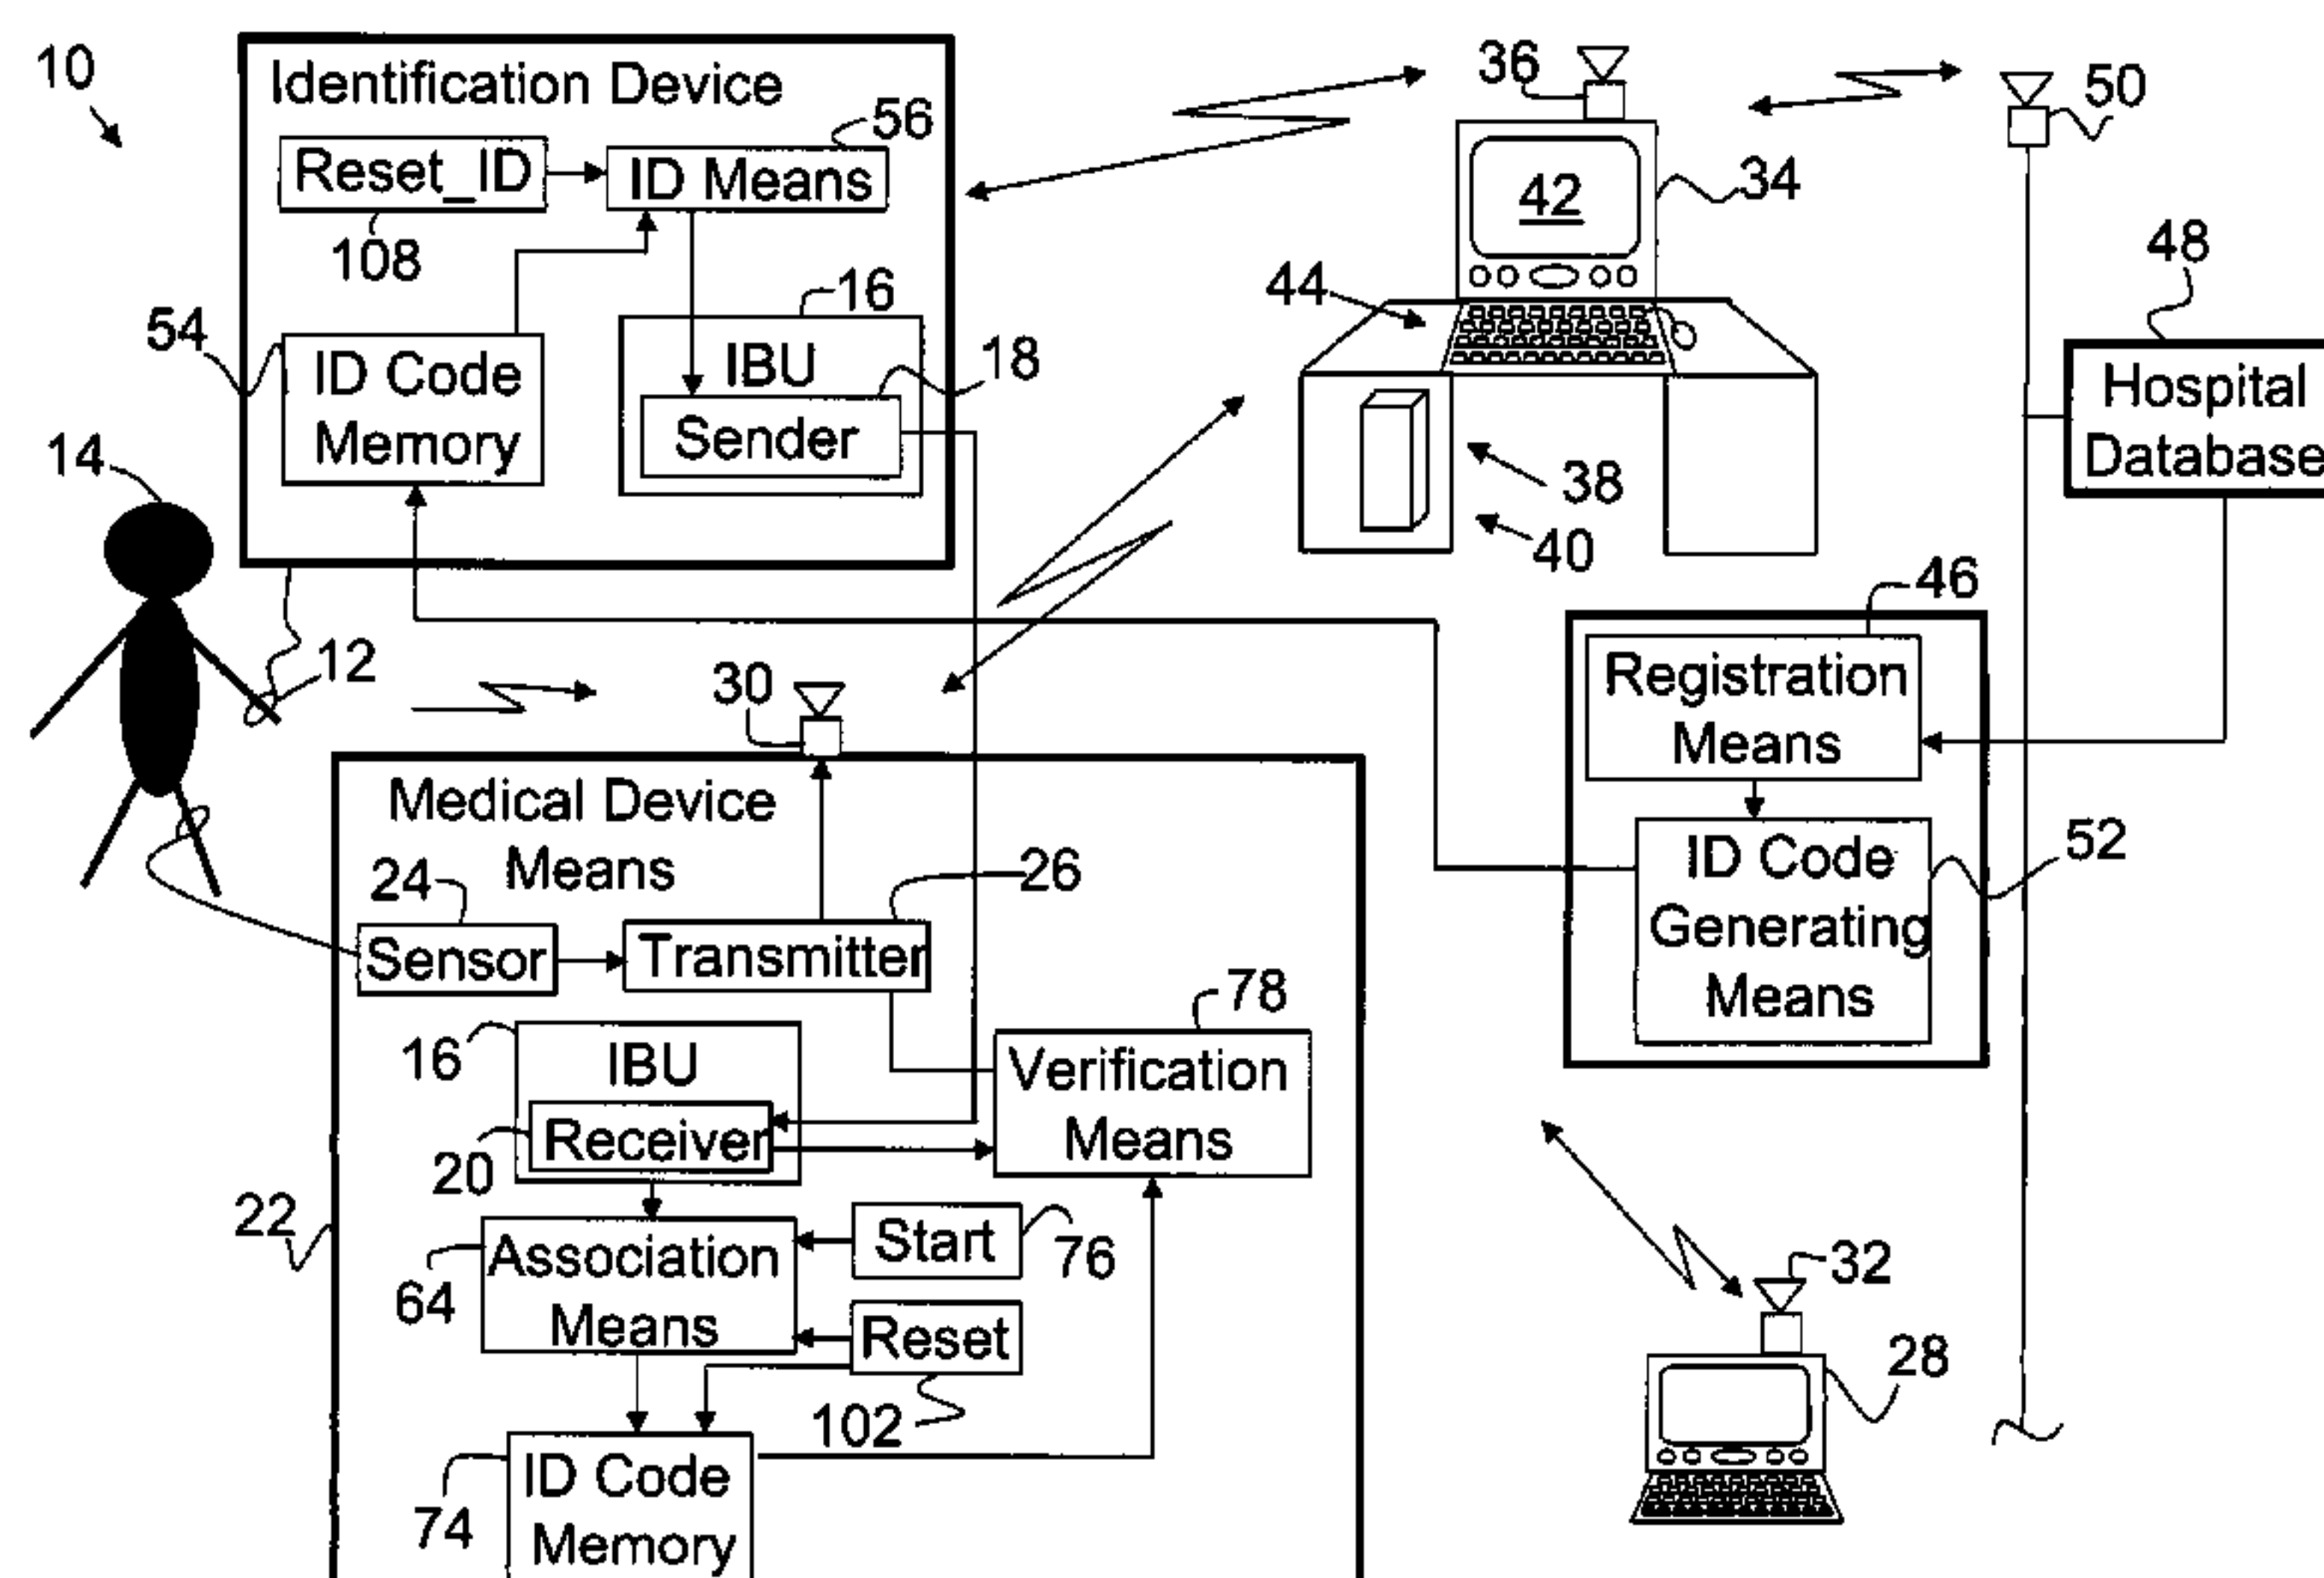 10
Identification Device
56
Reset_ID
ID Means
108
16
54
ID Code
Memory
IBU
18
Sender
14
12
36
50
34
42
44
48
Hospital
Database
38
40
46
Registration
Means
52
ID Code
Generating
Means
30
Medical Device
Means
24
26
Sensor
Transmitter
78
16
IBU
Verification
Means
20
Receiver
22
Association
Means
64
Start
76
Reset
102
74
ID Code
Memory
32
28